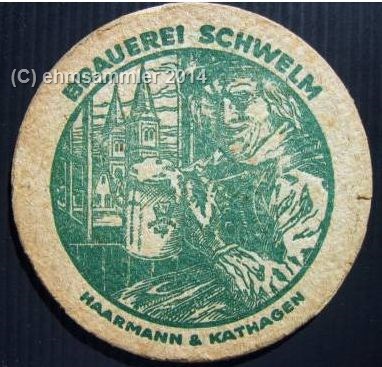 BRAUEREI SCHWELM
(C) ehmsammler 2014
HAARMANN & KATHAGEN